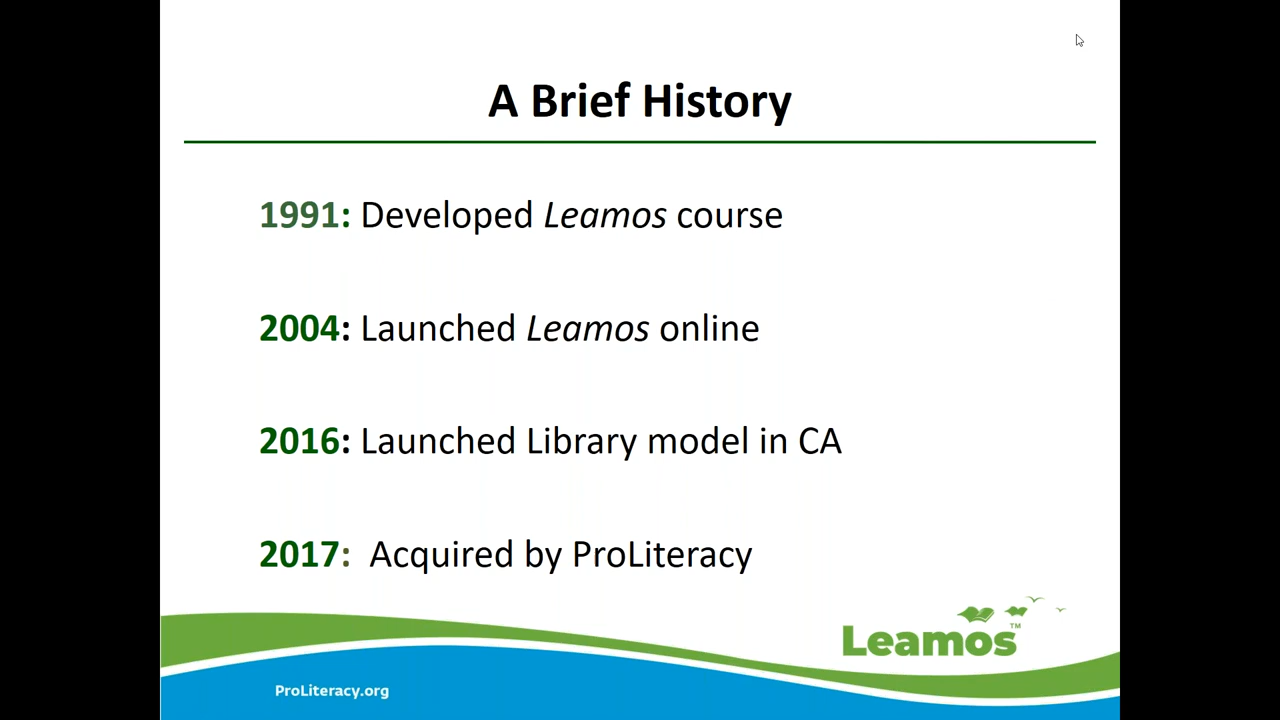 A Brief History
1991: Developed Leamos course
2004: Launched Leamos online
2016: Launched Library model in CA
2017: Acquired by ProLiteracy
Leamos™
ProLiteracy.org